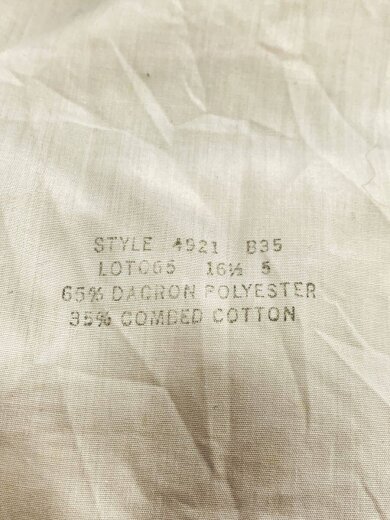 STYLE 4921 B35
LOTC65 16½ 5
65% DACRON POLYESTER
35% COMBED COTTON